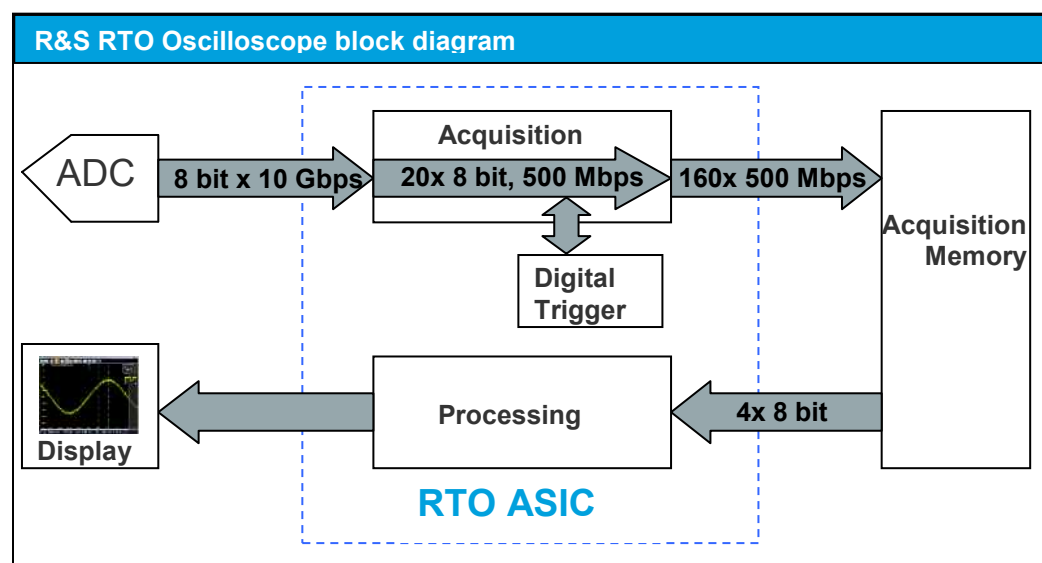 R&S RTO Oscilloscope block diagram
ADC
8 bit x 10 Gbps
Acquisition
20x 8 bit, 500 Mbps
160x 500 Mbps
Acquisition
Memory
Digital
Trigger
Display
Processing
4x 8 bit
RTO ASIC